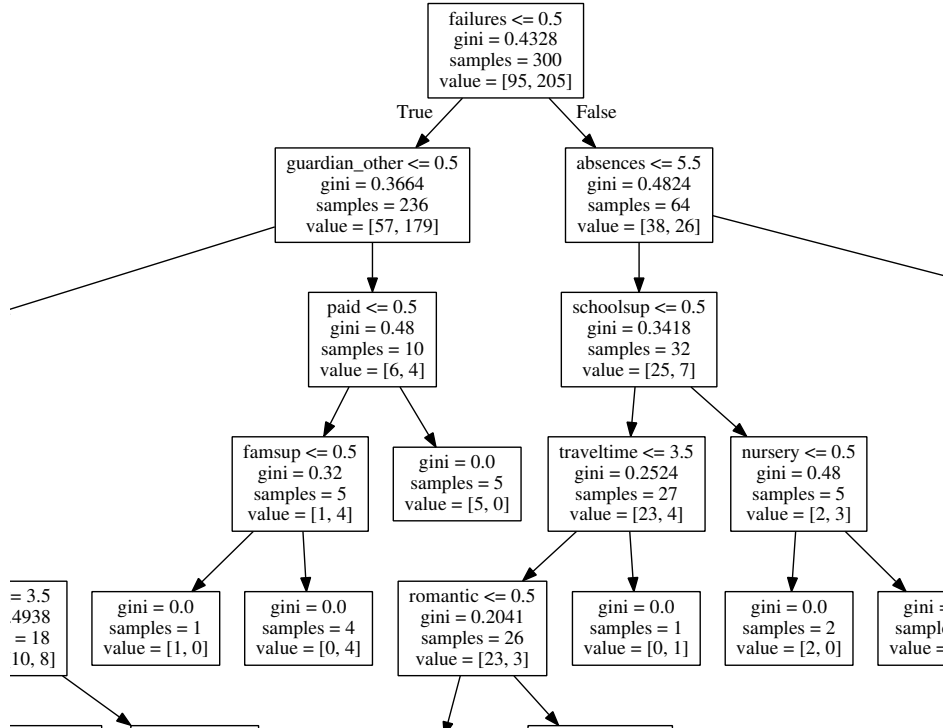 failures <= 0.5
gini = 0.4328
samples = 300
value = [95, 205]
True
False
guardian_other <= 0.5
gini = 0.3664
samples = 236
value = [57, 179]
absences <= 5.5
gini = 0.4824
samples = 64
value = [38, 26]
paid <= 0.5
gini = 0.48
samples = 10
value = [6, 4]
schoolsup <= 0.5
gini = 0.3418
samples = 32
value = [25, 7]
famsup <= 0.5
gini = 0.32
samples = 5
value = [1, 4]
gini = 0.0
samples = 5
value = [5, 0]
traveltime <= 3.5
gini = 0.2524
samples = 27
value = [23, 4]
nursery <= 0.5
gini = 0.48
samples = 5
value = [2, 3]
= 3.5
.4938
= 18
10, 8]
gini = 0.0
samples = 1
value = [1, 0]
gini = 0.0
samples = 4
value = [0, 4]
romantic <= 0.5
gini = 0.2041
samples = 26
value = [23, 3]
gini = 0.0
samples = 1
value = [0, 1]
gini = 0.0
samples = 2
value = [2, 0]
gini =
value =